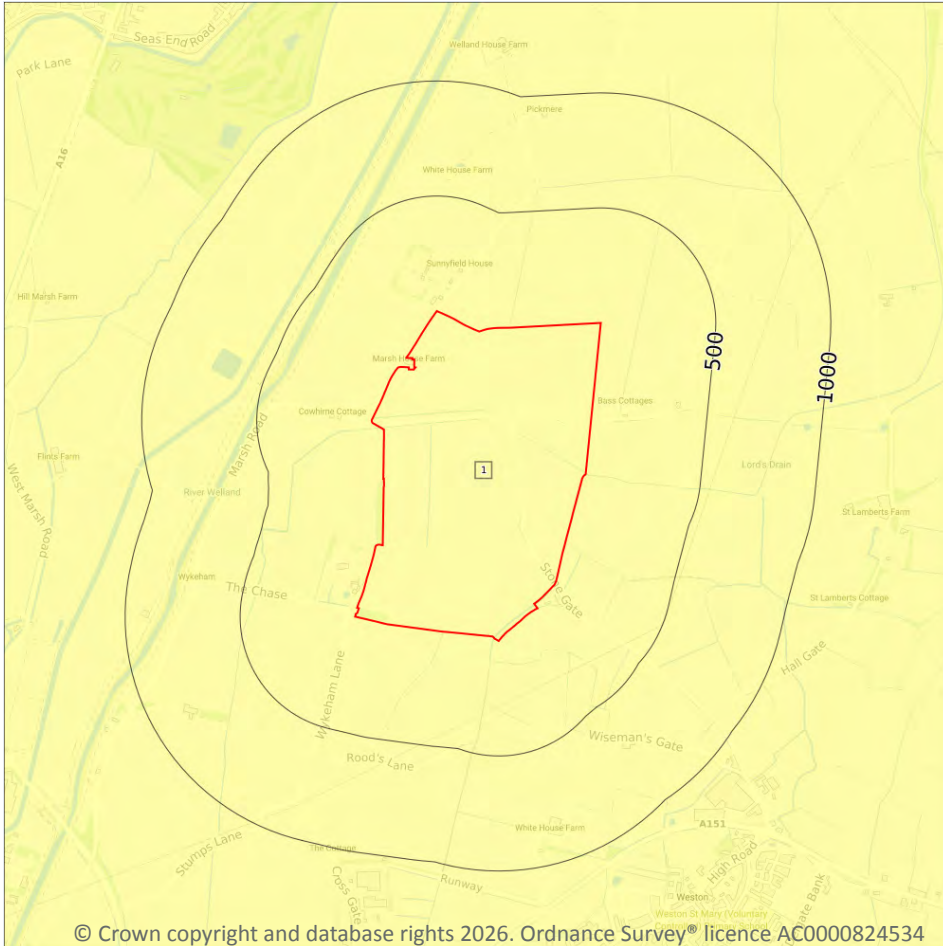 Seas End Road
Welland House Farm
Park Lane
Pickmere
A16
White House Farm
Sunnyfield House
Hill Marsh Farm
500
1000
Marsh House Farm
Bass Cottages
Cowhirne Cottage
Marsh Road
Flints Farm
1
Lord's Drain
West Marsh Road
River Welland
St Lamberts Farm
Wykeham
Stone Gate
The Chase
St Lamberts Cottage
Hall Gate
Wykeham Lane
Wiseman's Gate
Rood's Lane
White House Farm
A151
Stumps Lane
The Cottage
High Road
Cross Gate
Runway
Weston
Weston St Mary (Voluntary
© Crown copyright and database rights 2026. Ordnance Survey® licence AC0000824534